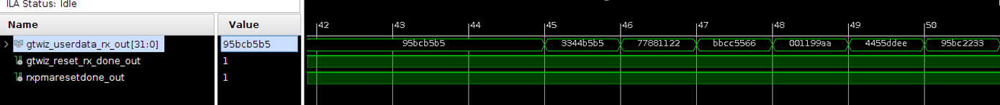 ILA Status: Idle
Name Value
42 43 44 45 46 47 48 49 50
gtwiz_userdata_rx_out[31:0] 95bcb5b5 95bcb5b5 3344b5b5 77881122 bbcc5566 001199aa 4455ddee 95bc2233
gtwiz_reset_rx_done_out 1
rxpmaresetdone_out 1